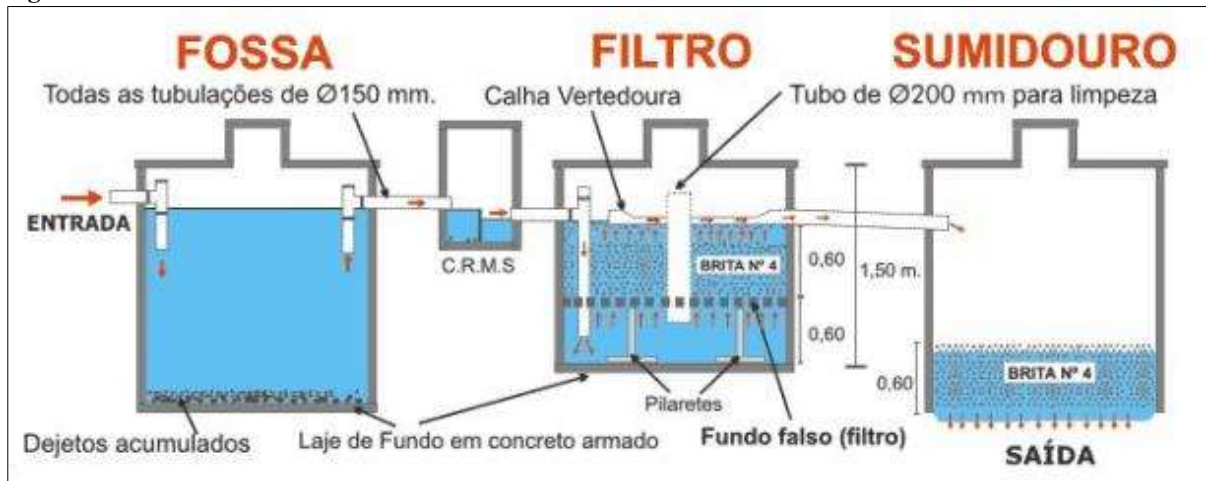 FOSSA
FILTRO
SUMIDOURO
Todas as tubulações de Ø150 mm.
Calha Vertedoura
Tubo de Ø200 mm para limpeza
ENTRADA
C.R.M.S
BRITA Nº 4
0,60
1,50 m.
0,60
0,60
BRITA Nº 4
Pilaretes
Dejetos acumulados
Laje de Fundo em concreto armado
Fundo falso (filtro)
SAÍDA